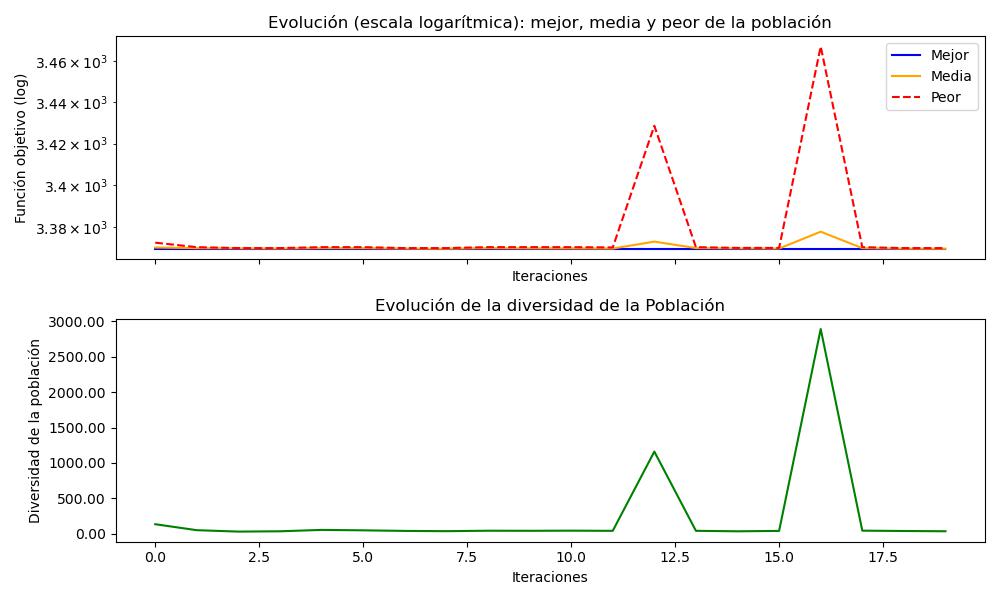 Evolución (escala logarítmica): mejor, media y peor de la población
Función objetivo (log)
3.46 × 10³
3.44 × 10³
3.42 × 10³
3.4 × 10³
3.38 × 10³
Mejor
Media
Peor
Iteraciones
Evolución de la diversidad de la Población
Diversidad de la población
3000.00
2500.00
2000.00
1500.00
1000.00
500.00
0.00
0.0 2.5 5.0 7.5 10.0 12.5 15.0 17.5
Iteraciones